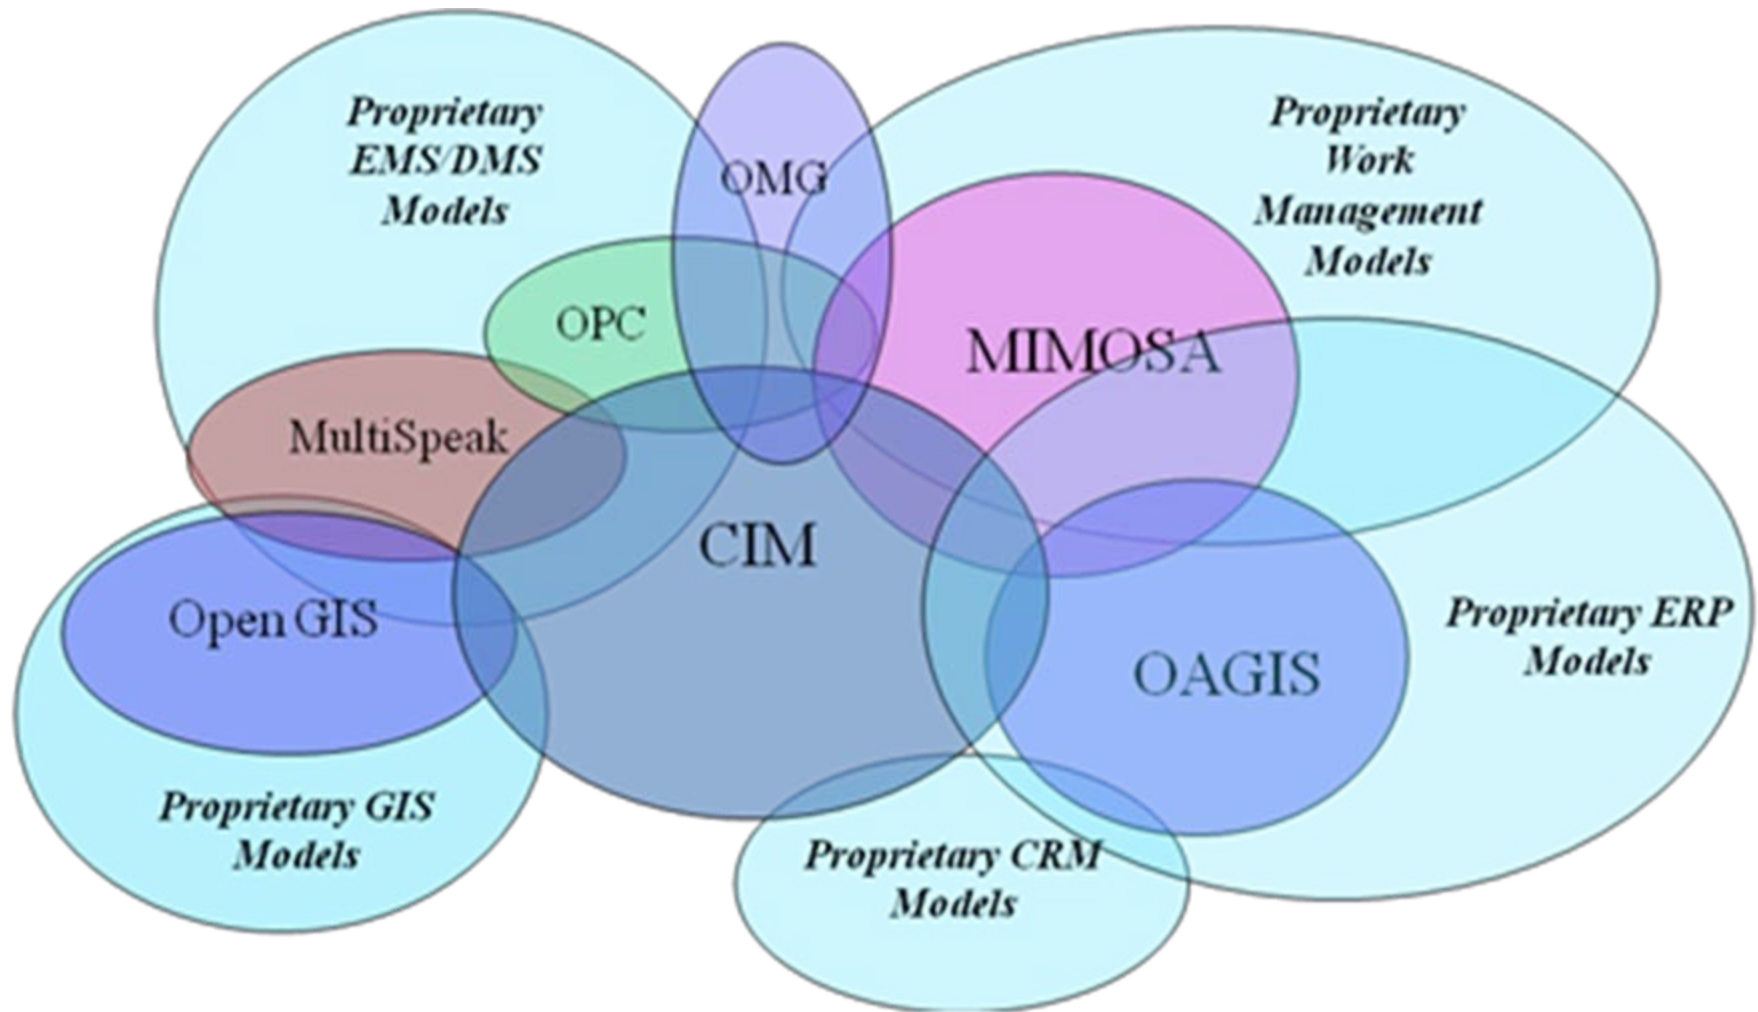 Proprietary
EMS/DMS
Models
OMG
Proprietary
Work
Management
Models
OPC
MIMOSA
MultiSpeak
CIM
Open GIS
OAGIS
Proprietary ERP
Models
Proprietary GIS
Models
Proprietary CRM
Models